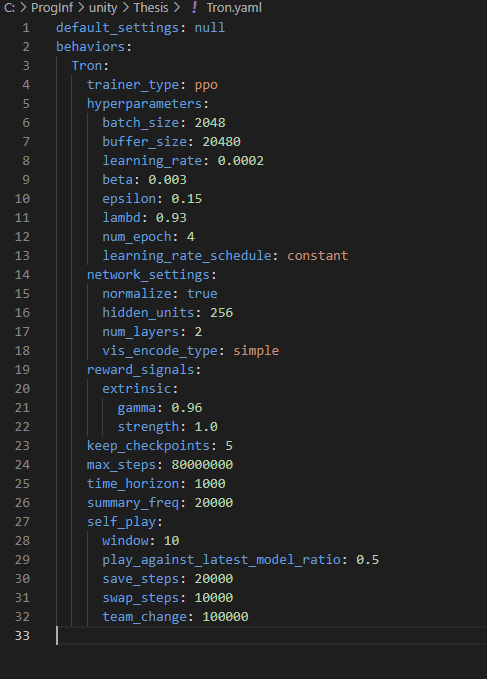 C: > ProgInf > unity > Thesis > ! Tron.yaml
1 default_settings: null
2 behaviors:
3 Tron:
4 trainer_type: ppo
5 hyperparameters:
6 batch_size: 2048
7 buffer_size: 20480
8 learning_rate: 0.0002
9 beta: 0.003
10 epsilon: 0.15
11 lambd: 0.93
12 num_epoch: 4
13 learning_rate_schedule: constant
14 network_settings:
15 normalize: true
16 hidden_units: 256
17 num_layers: 2
18 vis_encode_type: simple
19 reward_signals:
20 extrinsic:
21 gamma: 0.96
22 strength: 1.0
23 keep_checkpoints: 5
24 max_steps: 80000000
25 time_horizon: 1000
26 summary_freq: 20000
27 self_play:
28 window: 10
29 play_against_latest_model_ratio: 0.5
30 save_steps: 20000
31 swap_steps: 10000
32 team_change: 100000
33